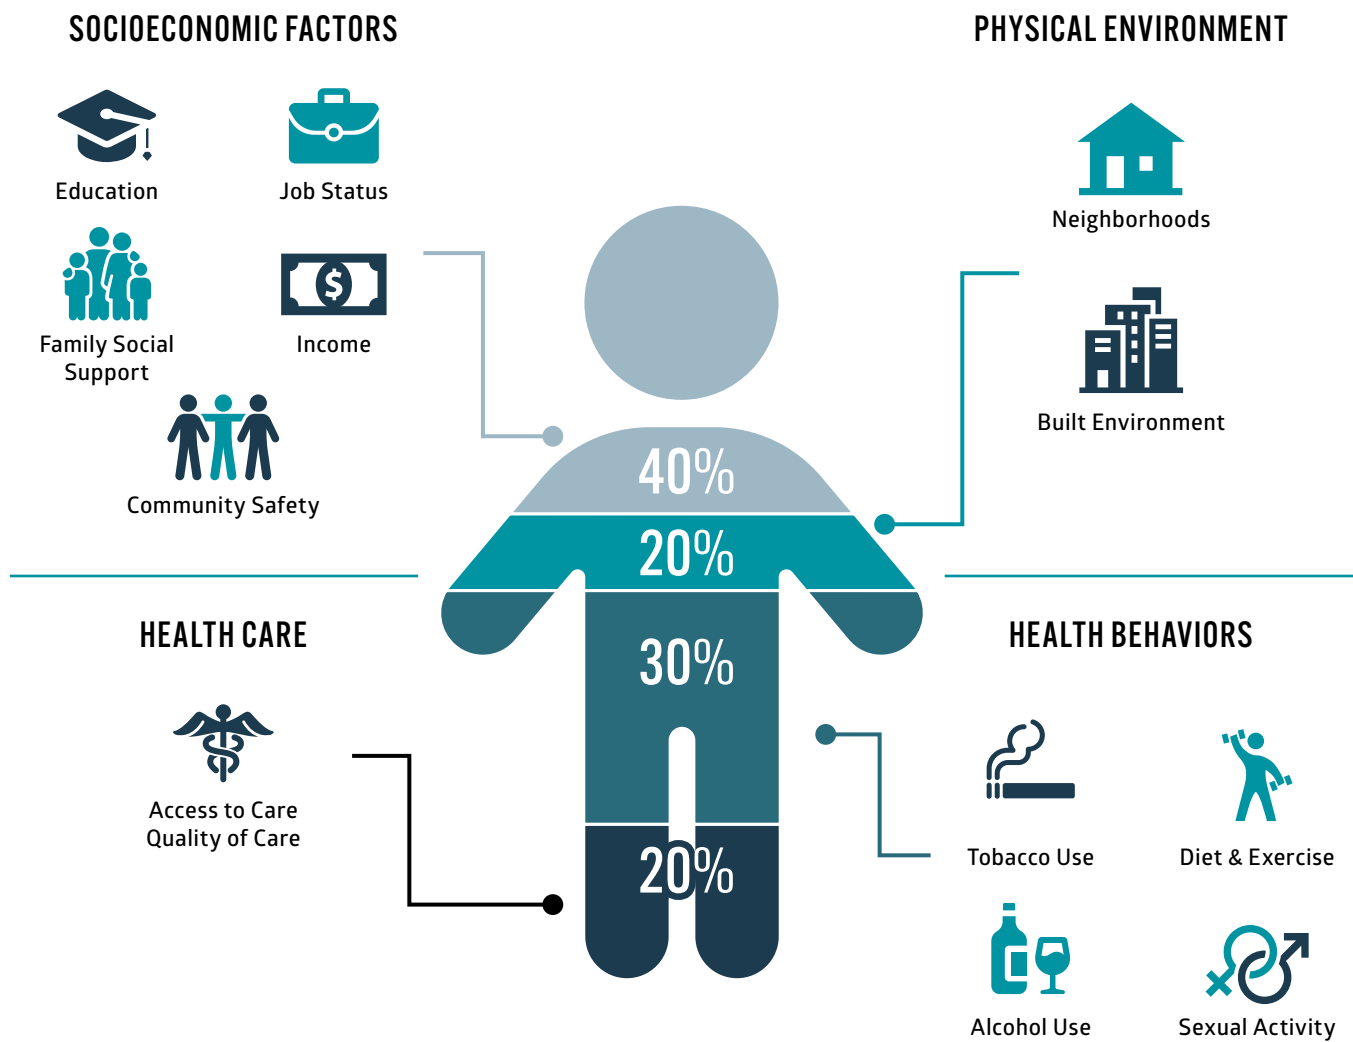 SOCIOECONOMIC FACTORS
Education
Job Status
Family Social
Support
Income
Community Safety
PHYSICAL ENVIRONMENT
Neighborhoods
Built Environment
40%
20%
30%
20%
HEALTH CARE
Access to Care
Quality of Care
HEALTH BEHAVIORS
Tobacco Use
Diet & Exercise
Alcohol Use
Sexual Activity